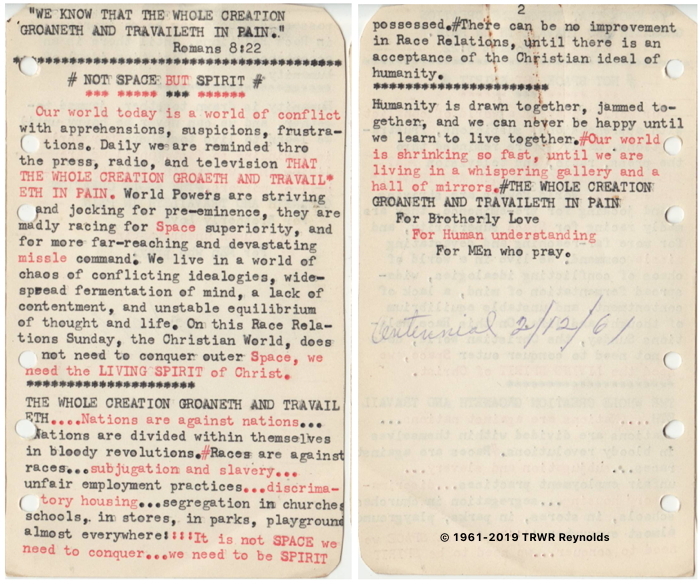 "WE KNOW THAT THE WHOLE CREATION
GROANETH AND TRAVAILETH IN PAIN."
Romans 8:22
****************************************
# NOT SPACE BUT SPIRIT #
*** ***** *** ******
Our world today is a world of conflict
with apprehensions, suspicions, frustra-
tions. Daily we are reminded thro
the press, radio, and television THAT
THE WHOLE CREATION GROAETH AND TRAVAIL*
ETH IN PAIN. World Powers are striving
and jocking for pre-eminence, they are
madly racing for Space superiority, and
for more far-reaching and devastating
missle command. We live in a world of
chaos of conflicting idealogies, wide-
spread fermentation of mind, a lack of
contentment, and unstable equilibrium
of thought and life. On this Race Rela-
tions Sunday, the Christian World, does
not need to conquer outer Space, we
need the LIVING SPIRIT of Christ.
*********************
THE WHOLE CREATION GROANETH AND TRAVAIL
ETH....Nations are against nations...
Nations are divided within themselves
in bloody revolutions.#Races are against
races...subjugation and slavery...
unfair employment practices...discrima-
tory housing...segregation in churches
schools, in stores, in parks, playground
almost everywhere::::It is not SPACE we
need to conquer...we need to be SPIRIT
2
possessed.#There can be no improvement
in Race Relations, until there is an
acceptance of the Christian ideal of
humanity.
*********************
Humanity is drawn together, jammed to-
gether, and we can never be happy until
we learn to live together.#Our world
is shrinking so fast, until we are
living in a whispering gallery and a
hall of mirrors.#THE WHOLE CREATION
GROANETH AND TRAVAILETH IN PAIN
For Brotherly Love
For Human understanding
For MEn who pray.
Centennial 2/12/61
© 1961-2019 TRWR Reynolds